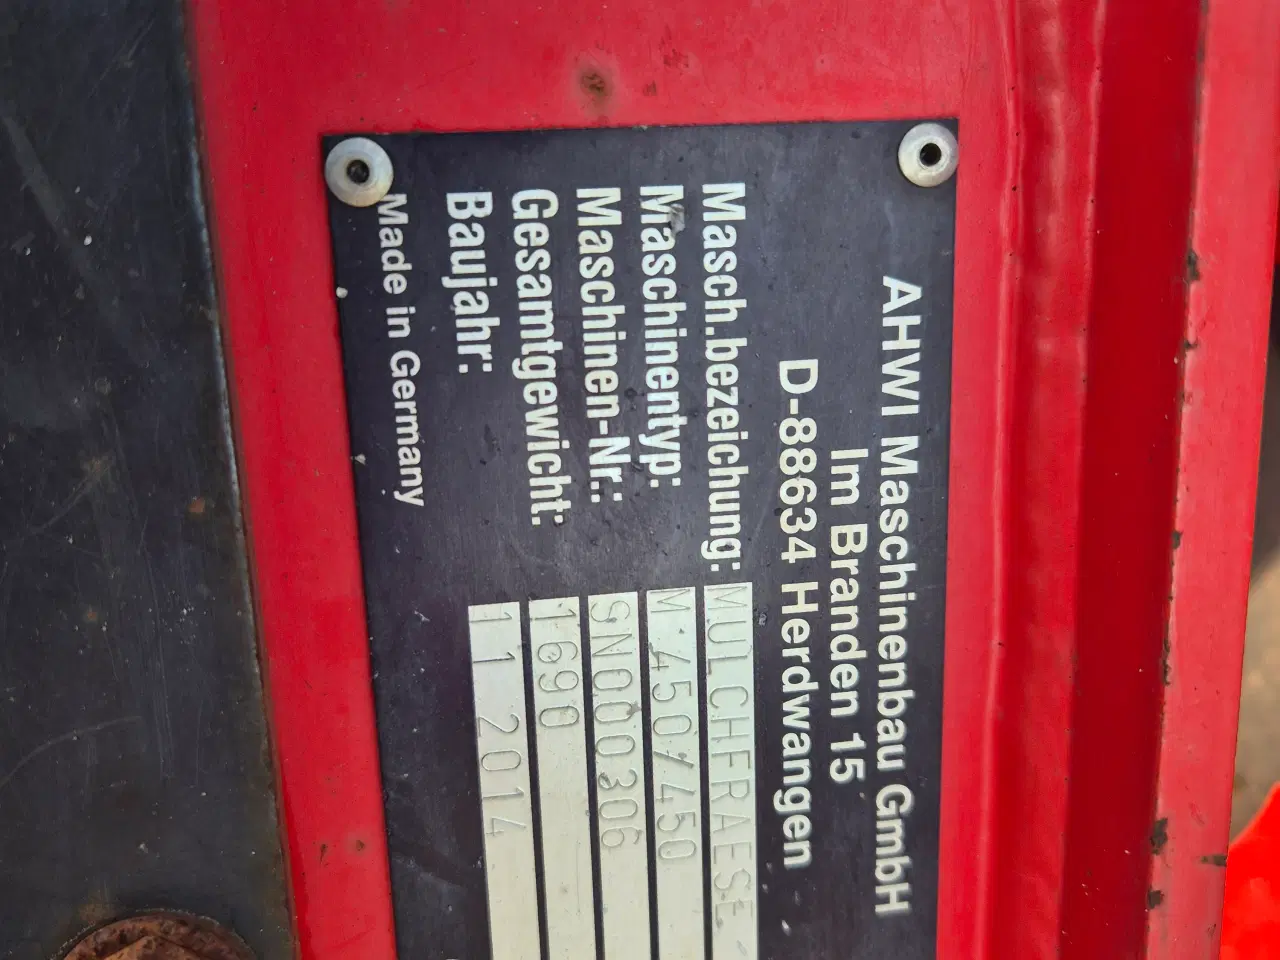 AHWI Maschinenbau GmbH
Im Branden 15
D-88634 Herdwangen
Masch.bezeichung: MULCHFRAESE
Maschinentyp: M 450/450
Maschinen-Nr.: SN000306
Gesamtgewicht: 1690
Baujahr: 11 2014
Made in Germany